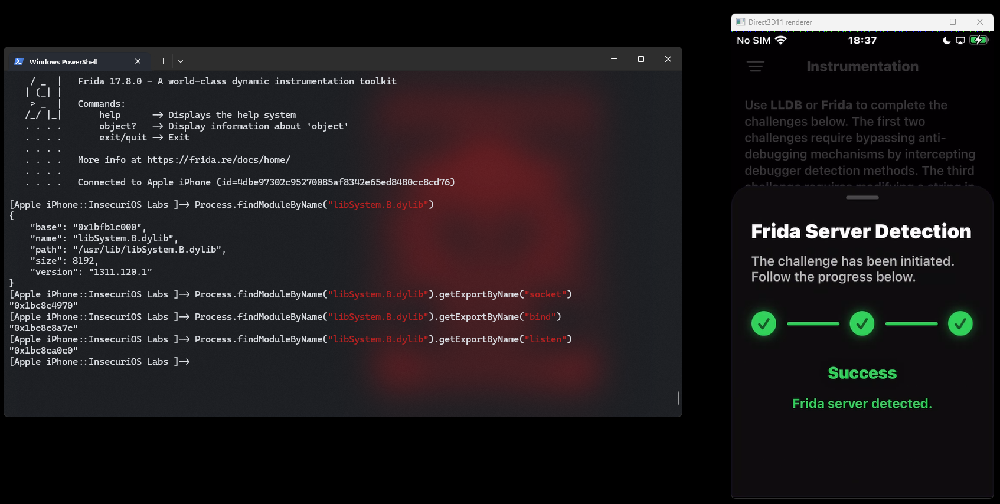 Windows PowerShell
/ _  |   Frida 17.8.0 - A world-class dynamic instrumentation toolkit
| (_| |
> _  |   Commands:
/_/ |_|       help      -> Displays the help system
. . . .       object?   -> Display information about 'object'
. . . .       exit/quit -> Exit
. . . .
. . . .   More info at https://frida.re/docs/home/
. . . .
. . . .   Connected to Apple iPhone (id=4dbe97302c95270085af8342e65ed8480cc8cd76)
[Apple iPhone::InsecuriOS Labs ]-> Process.findModuleByName("libSystem.B.dylib")
{
"base": "0x1bfb1c000",
"name": "libSystem.B.dylib",
"path": "/usr/lib/libSystem.B.dylib",
"size": 8192,
"version": "1311.120.1"
}
[Apple iPhone::InsecuriOS Labs ]-> Process.findModuleByName("libSystem.B.dylib").getExportByName("socket")
"0x1bc8c4970"
[Apple iPhone::InsecuriOS Labs ]-> Process.findModuleByName("libSystem.B.dylib").getExportByName("bind")
"0x1bc8c8a7c"
[Apple iPhone::InsecuriOS Labs ]-> Process.findModuleByName("libSystem.B.dylib").getExportByName("listen")
"0x1bc8ca0c0"
[Apple iPhone::InsecuriOS Labs ]->
Direct3D11 renderer
No SIM 18:37
Instrumentation
Use LLDB or Frida to complete the
challenges below. The first two
challenges require bypassing anti-
debugging mechanisms by intercepting
debugger detection methods. The third
challenge requires modifying a string in
Frida Server Detection
The challenge has been initiated.
Follow the progress below.
Success
Frida server detected.